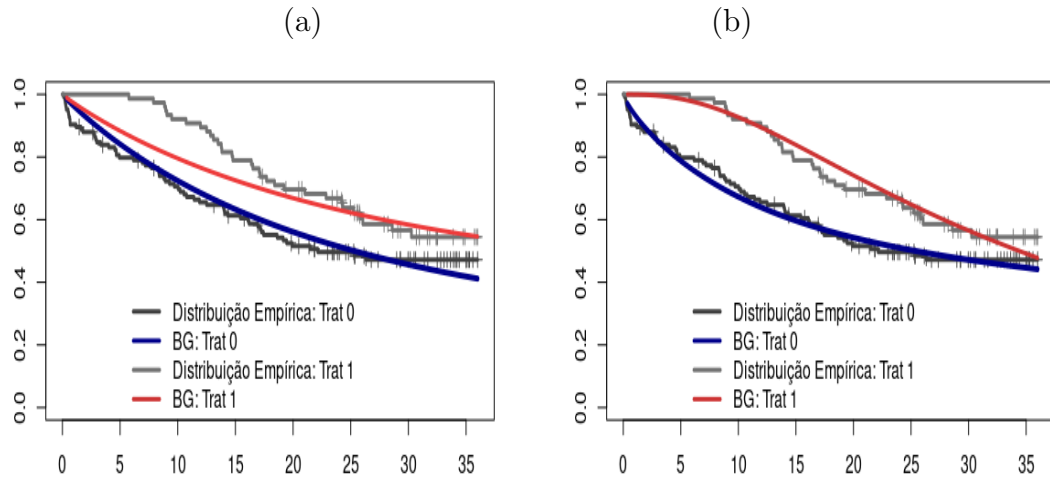 (a)
1.0
0.8
0.6
0.4
0.2
0.0
Distribuição Empírica: Trat 0
BG: Trat 0
Distribuição Empírica: Trat 1
BG: Trat 1
0 5 10 15 20 25 30 35
(b)
1.0
0.8
0.6
0.4
0.2
0.0
Distribuição Empírica: Trat 0
BG: Trat 0
Distribuição Empírica: Trat 1
BG: Trat 1
0 5 10 15 20 25 30 35